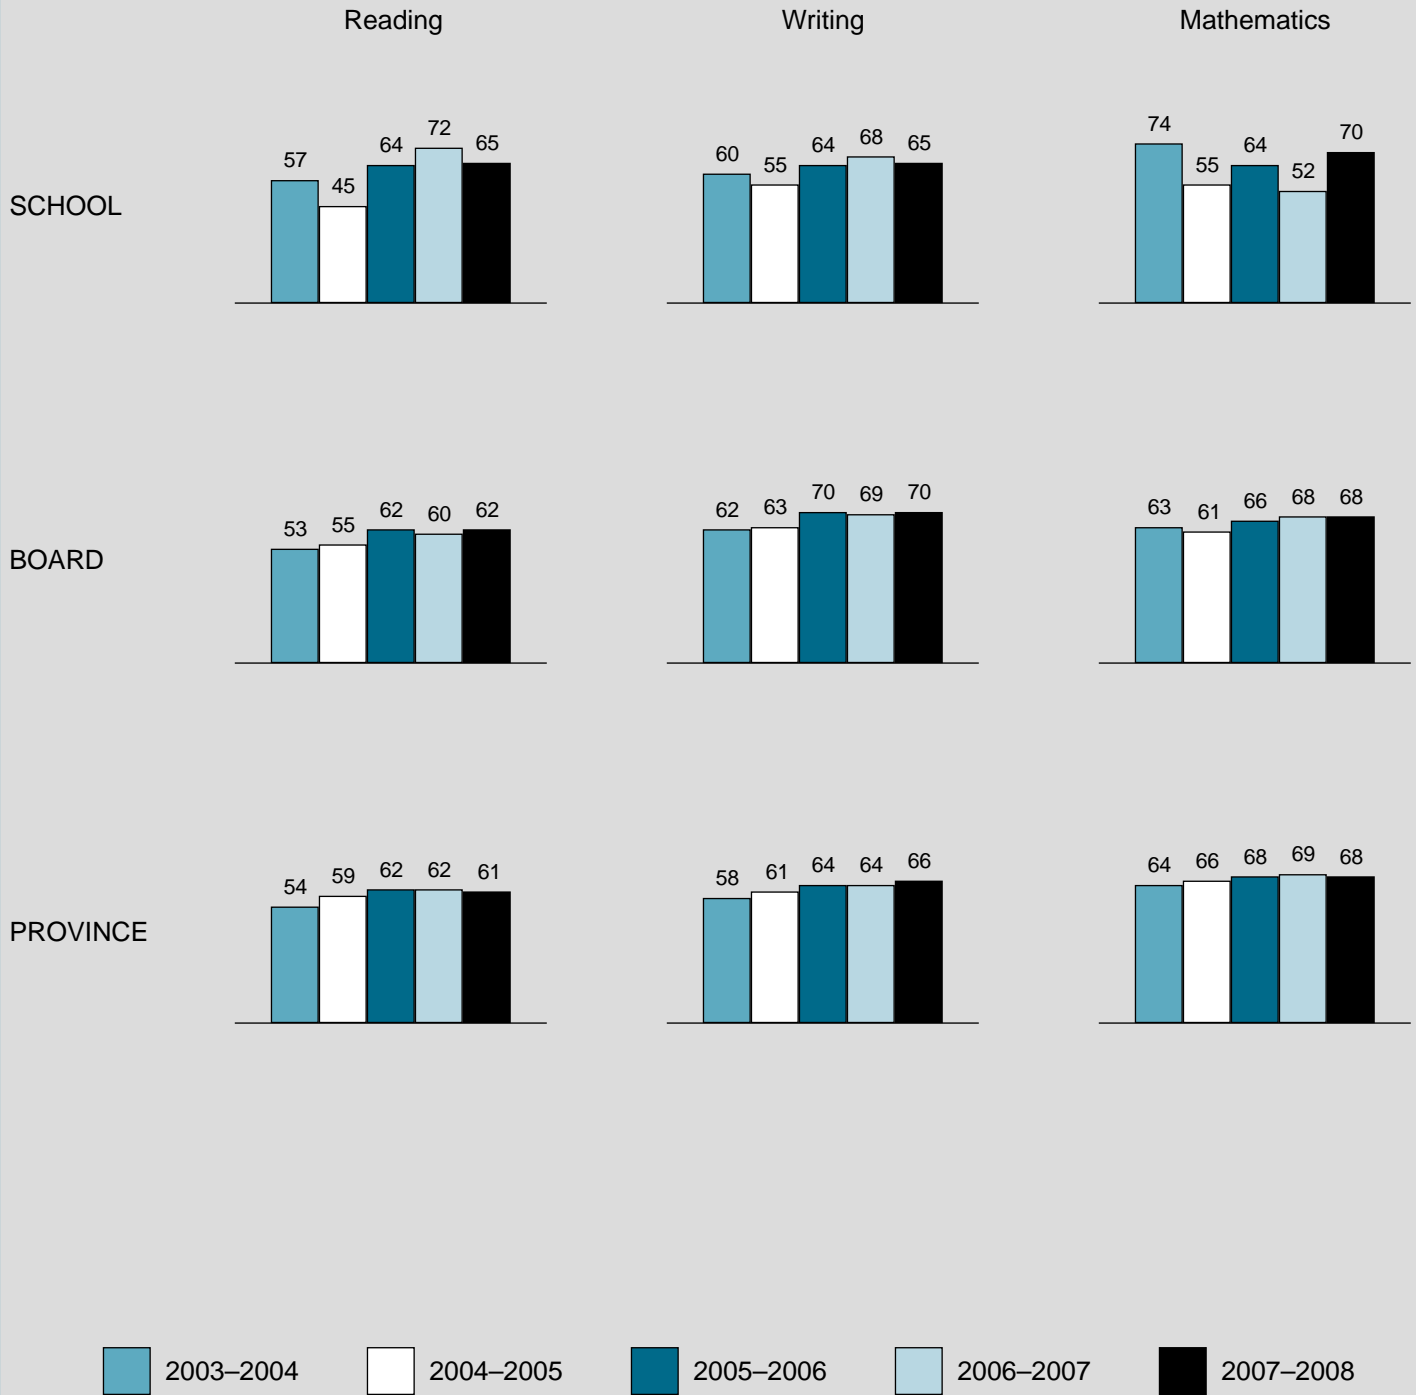 Reading Writing Mathematics
SCHOOL
57 45 64 72 65
60 55 64 68 65
74 55 64 52 70
BOARD
53 55 62 60 62
62 63 70 69 70
63 61 66 68 68
PROVINCE
54 59 62 62 61
58 61 64 64 66
64 66 68 69 68
2003–2004 2004–2005 2005–2006 2006–2007 2007–2008